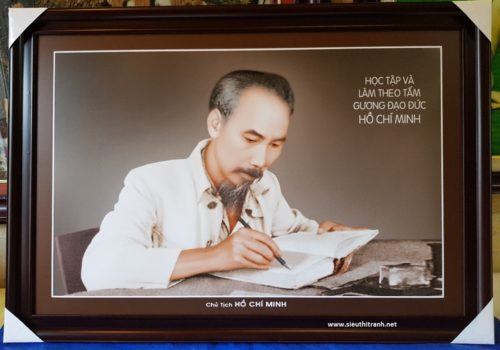 HỌC TẬP VÀ
LÀM THEO TẤM
GƯƠNG ĐẠO ĐỨC
HỒ CHÍ MINH
Chủ Tịch HỒ CHÍ MINH
www.sieuthitranh.net